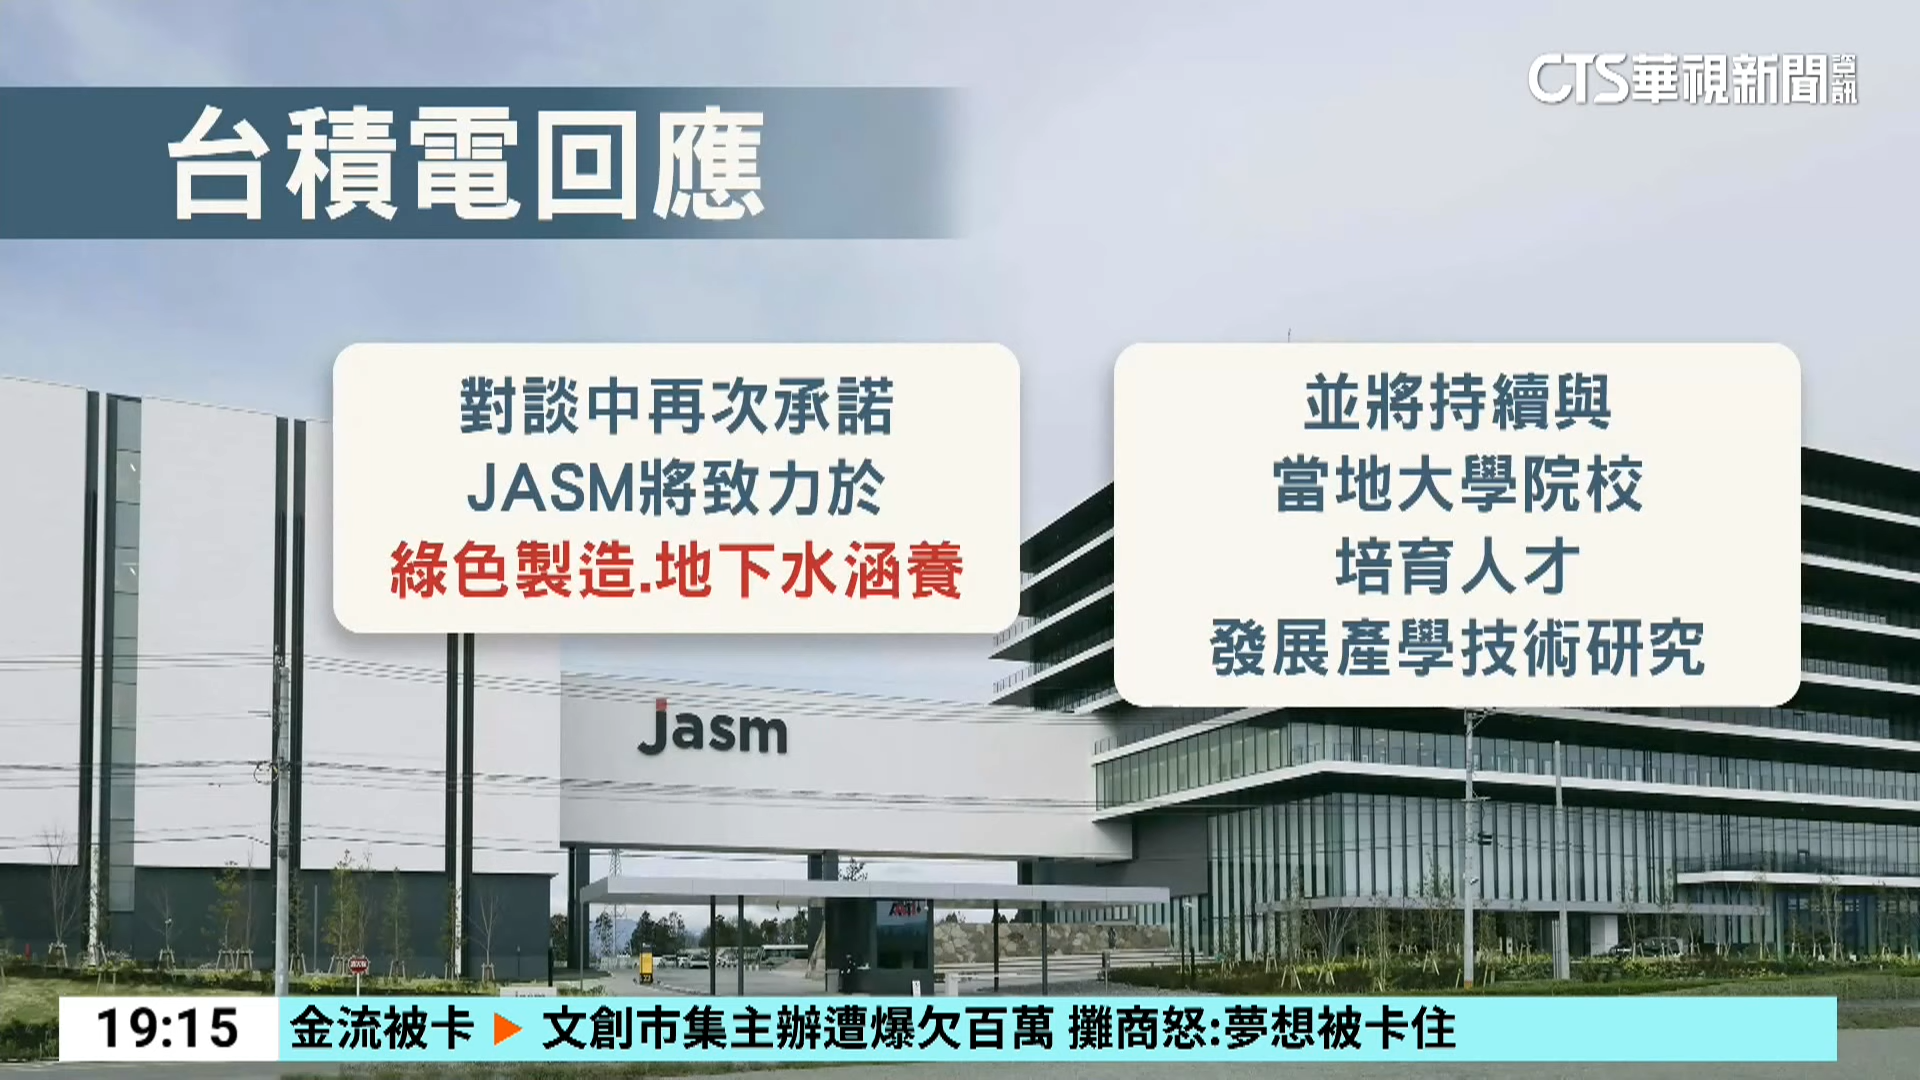 CTS華視新聞資訊
台積電回應
對談中再次承諾
JASM將致力於
綠色製造.地下水涵養
並將持續與
當地大學院校
培育人才
發展產學技術研究
jasm
19:15 金流被卡▶文創市集主辦遭爆欠百萬 攤商怒:夢想被卡住